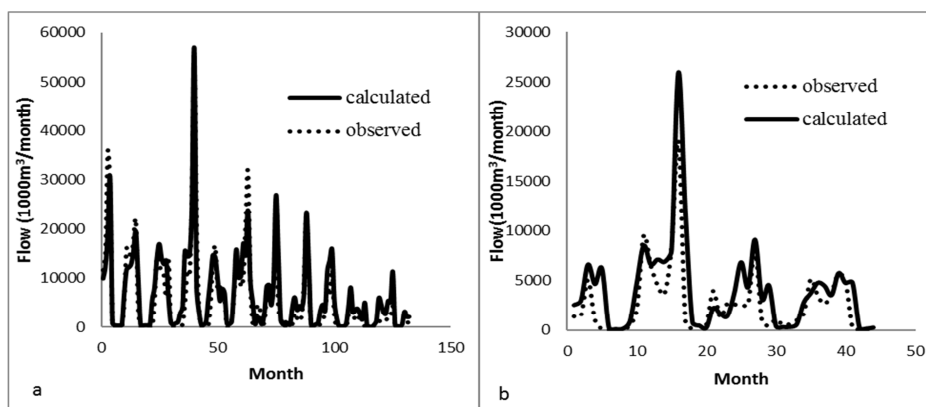 60000
50000
40000
30000
20000
10000
0
Flow (1000m³/month)
calculated
observed
0 50 100 150
Month
a
30000
25000
20000
15000
10000
5000
0
Flow(1000m³/month)
observed
calculated
0 10 20 30 40 50
Month
b